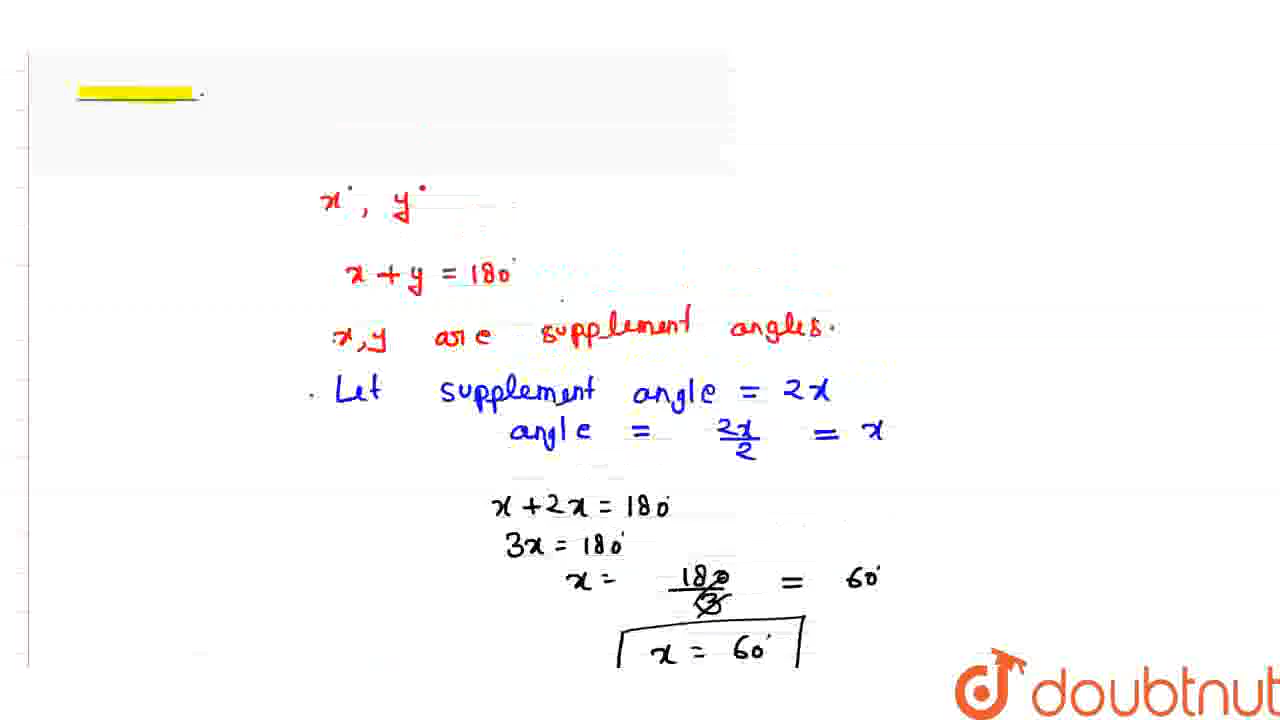 x°, y°
x + y = 180°
x, y are supplement angles.
Let supplement angle = 2x
angle = 2x/2 = x
x + 2x = 180°
3x = 180°
x = 180/3 = 60°
x = 60°
doubtnut